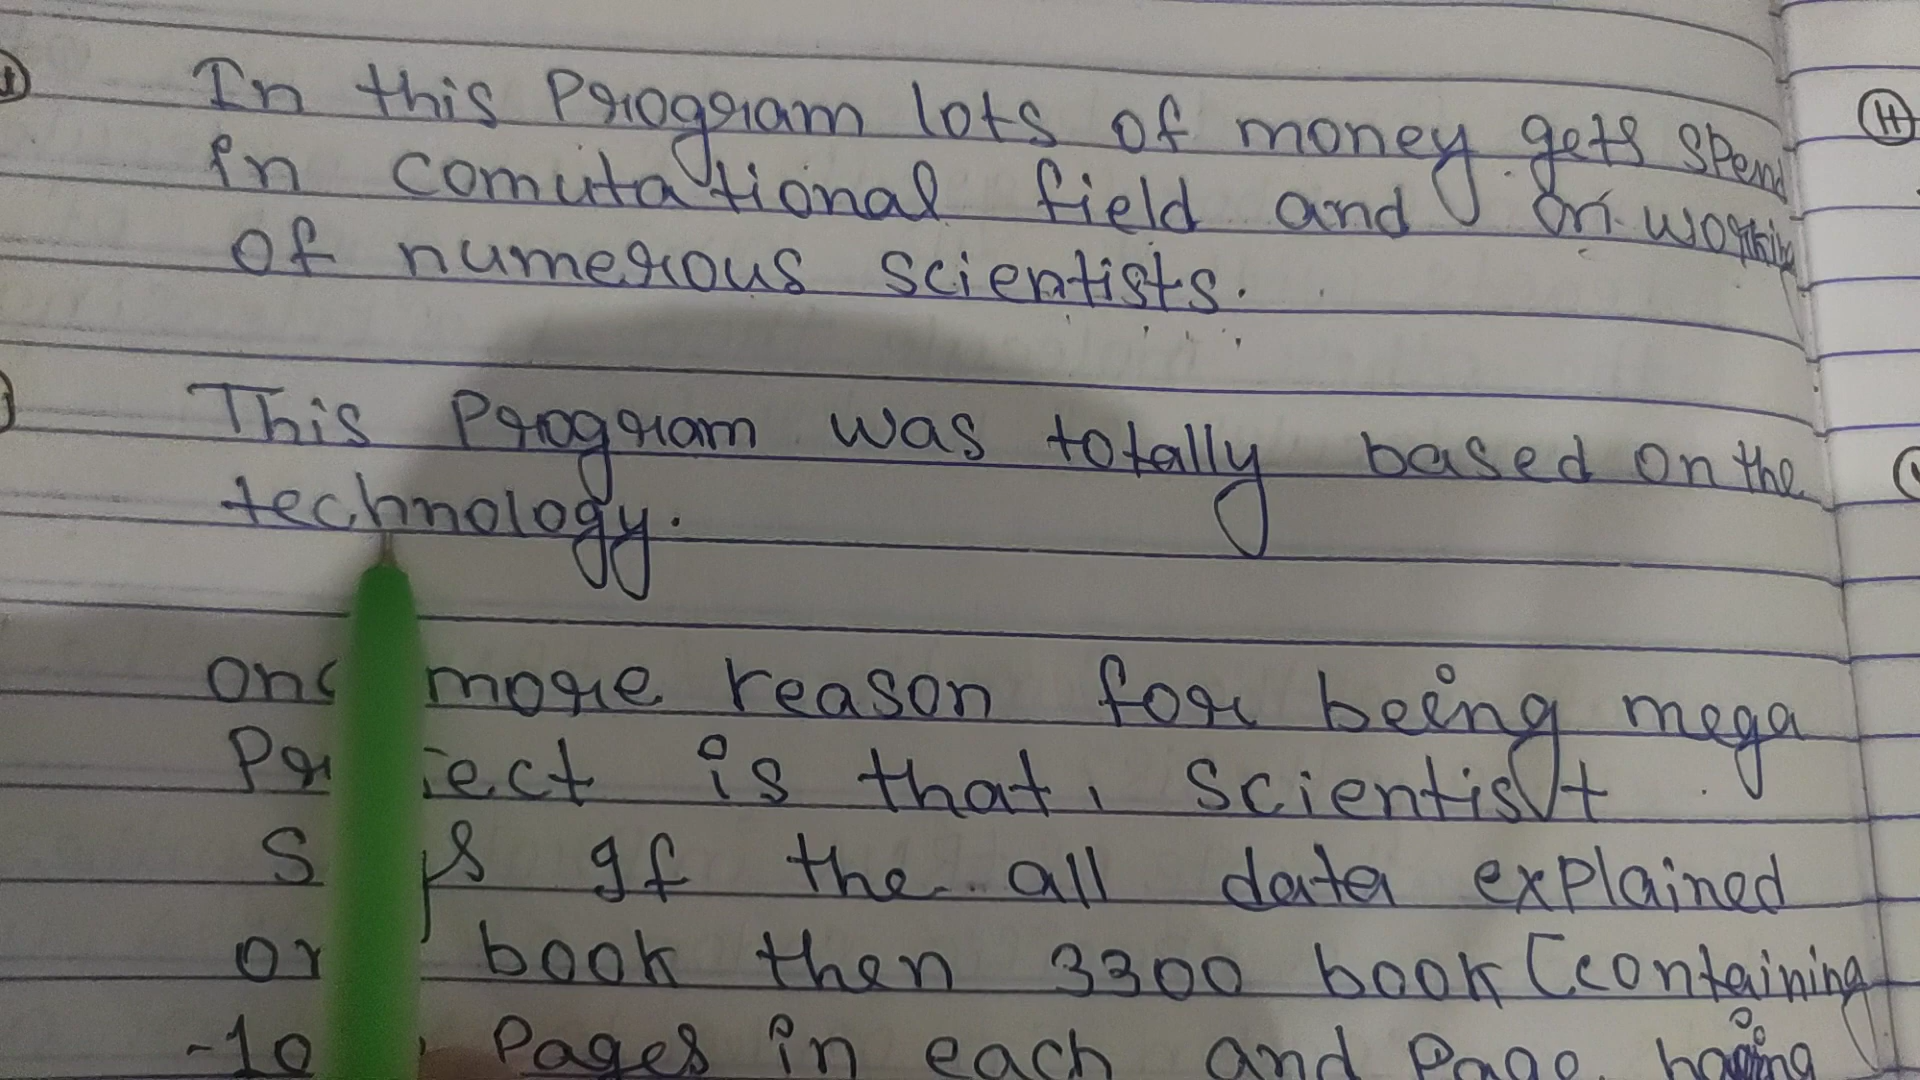 In this Program lots of money gets spend
in comutational field and on working
of numerous scientists.
This Program was totally based on the
technology.
more reason for being mega
is that, scientist
If the all data explained
book then 3300 book (containing
Pages in each and Page having